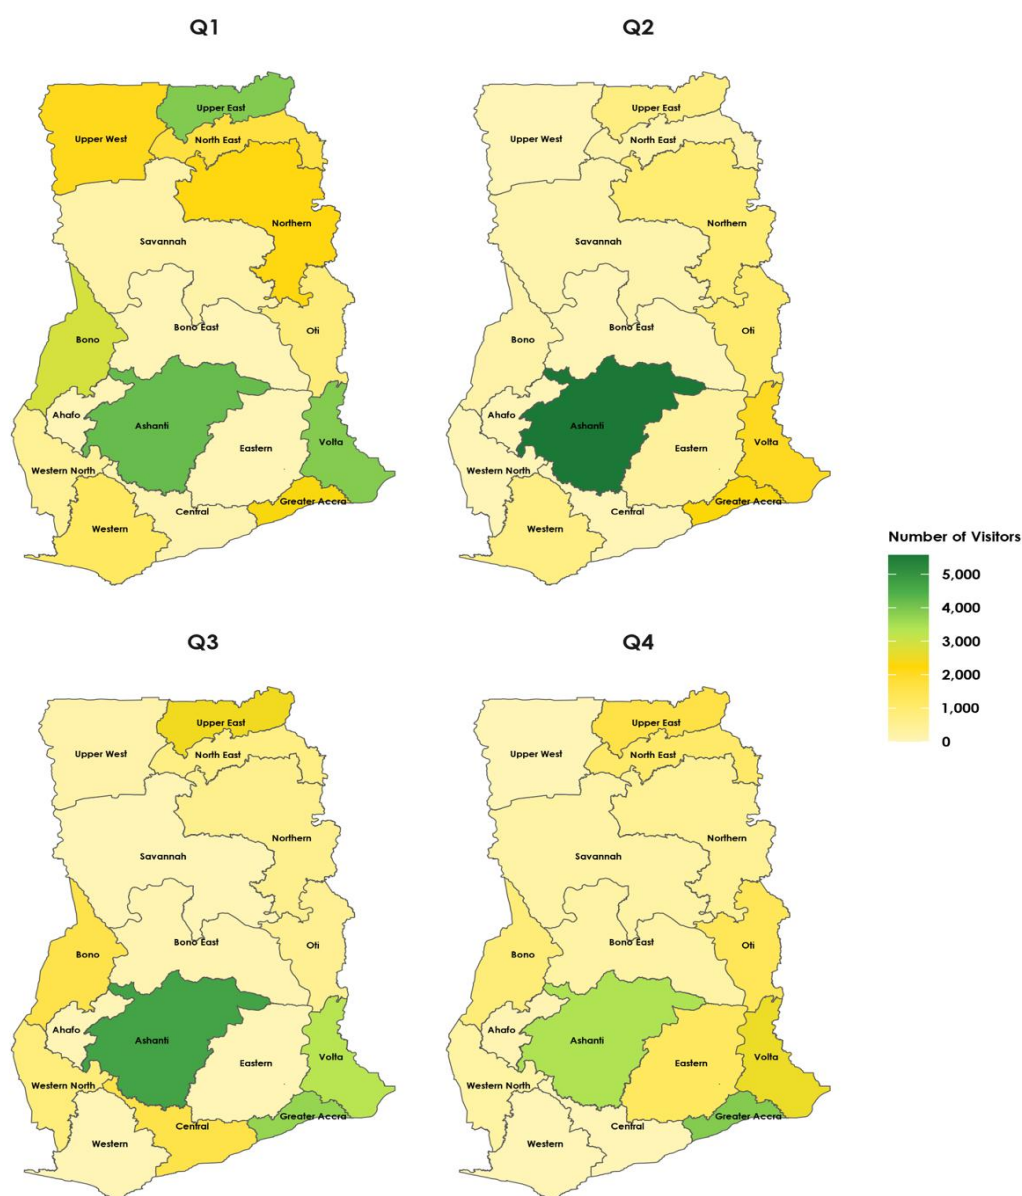 Q1
Q2
Upper East
Upper West
North East
Northern
Savannah
Bono East
Oti
Bono
Ahafo
Ashanti
Volta
Eastern
Western North
Greater Accra
Central
Western
Upper East
Upper West
North East
Northern
Savannah
Bono East
Oti
Bono
Ahafo
Ashanti
Volta
Eastern
Western North
Greater Accra
Central
Western
Number of Visitors
5,000
4,000
3,000
2,000
1,000
0
Q3
Q4
Upper East
Upper West
North East
Northern
Savannah
Bono East
Oti
Bono
Ahafo
Ashanti
Volta
Eastern
Western North
Greater Accra
Central
Western
Upper East
Upper West
North East
Northern
Savannah
Bono East
Oti
Bono
Ahafo
Ashanti
Volta
Eastern
Western North
Greater Accra
Central
Western